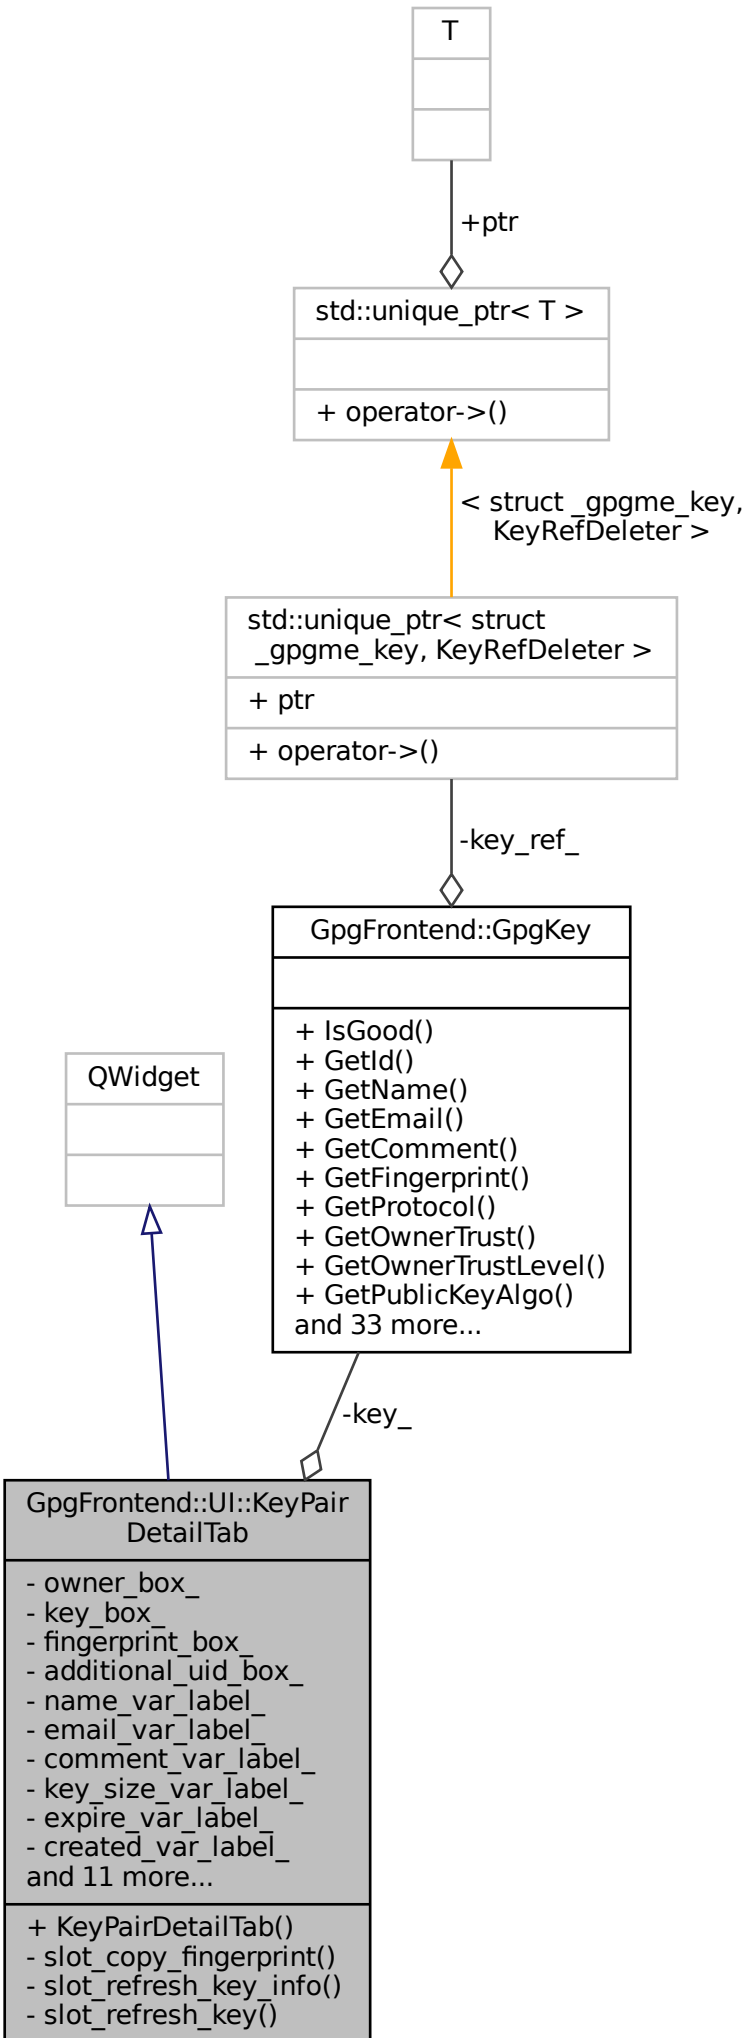 T
+ptr
std::unique_ptr< T >
+ operator->()
< struct _gpgme_key,
KeyRefDeleter >
std::unique_ptr< struct
_gpgme_key, KeyRefDeleter >
+ ptr
+ operator->()
-key_ref_
GpgFrontend::GpgKey
+ IsGood()
+ GetId()
+ GetName()
+ GetEmail()
+ GetComment()
+ GetFingerprint()
+ GetProtocol()
+ GetOwnerTrust()
+ GetOwnerTrustLevel()
+ GetPublicKeyAlgo()
and 33 more...
QWidget
-key_
GpgFrontend::UI::KeyPair
DetailTab
- owner_box_
- key_box_
- fingerprint_box_
- additional_uid_box_
- name_var_label_
- email_var_label_
- comment_var_label_
- key_size_var_label_
- expire_var_label_
- created_var_label_
and 11 more...
+ KeyPairDetailTab()
- slot_copy_fingerprint()
- slot_refresh_key_info()
- slot_refresh_key()